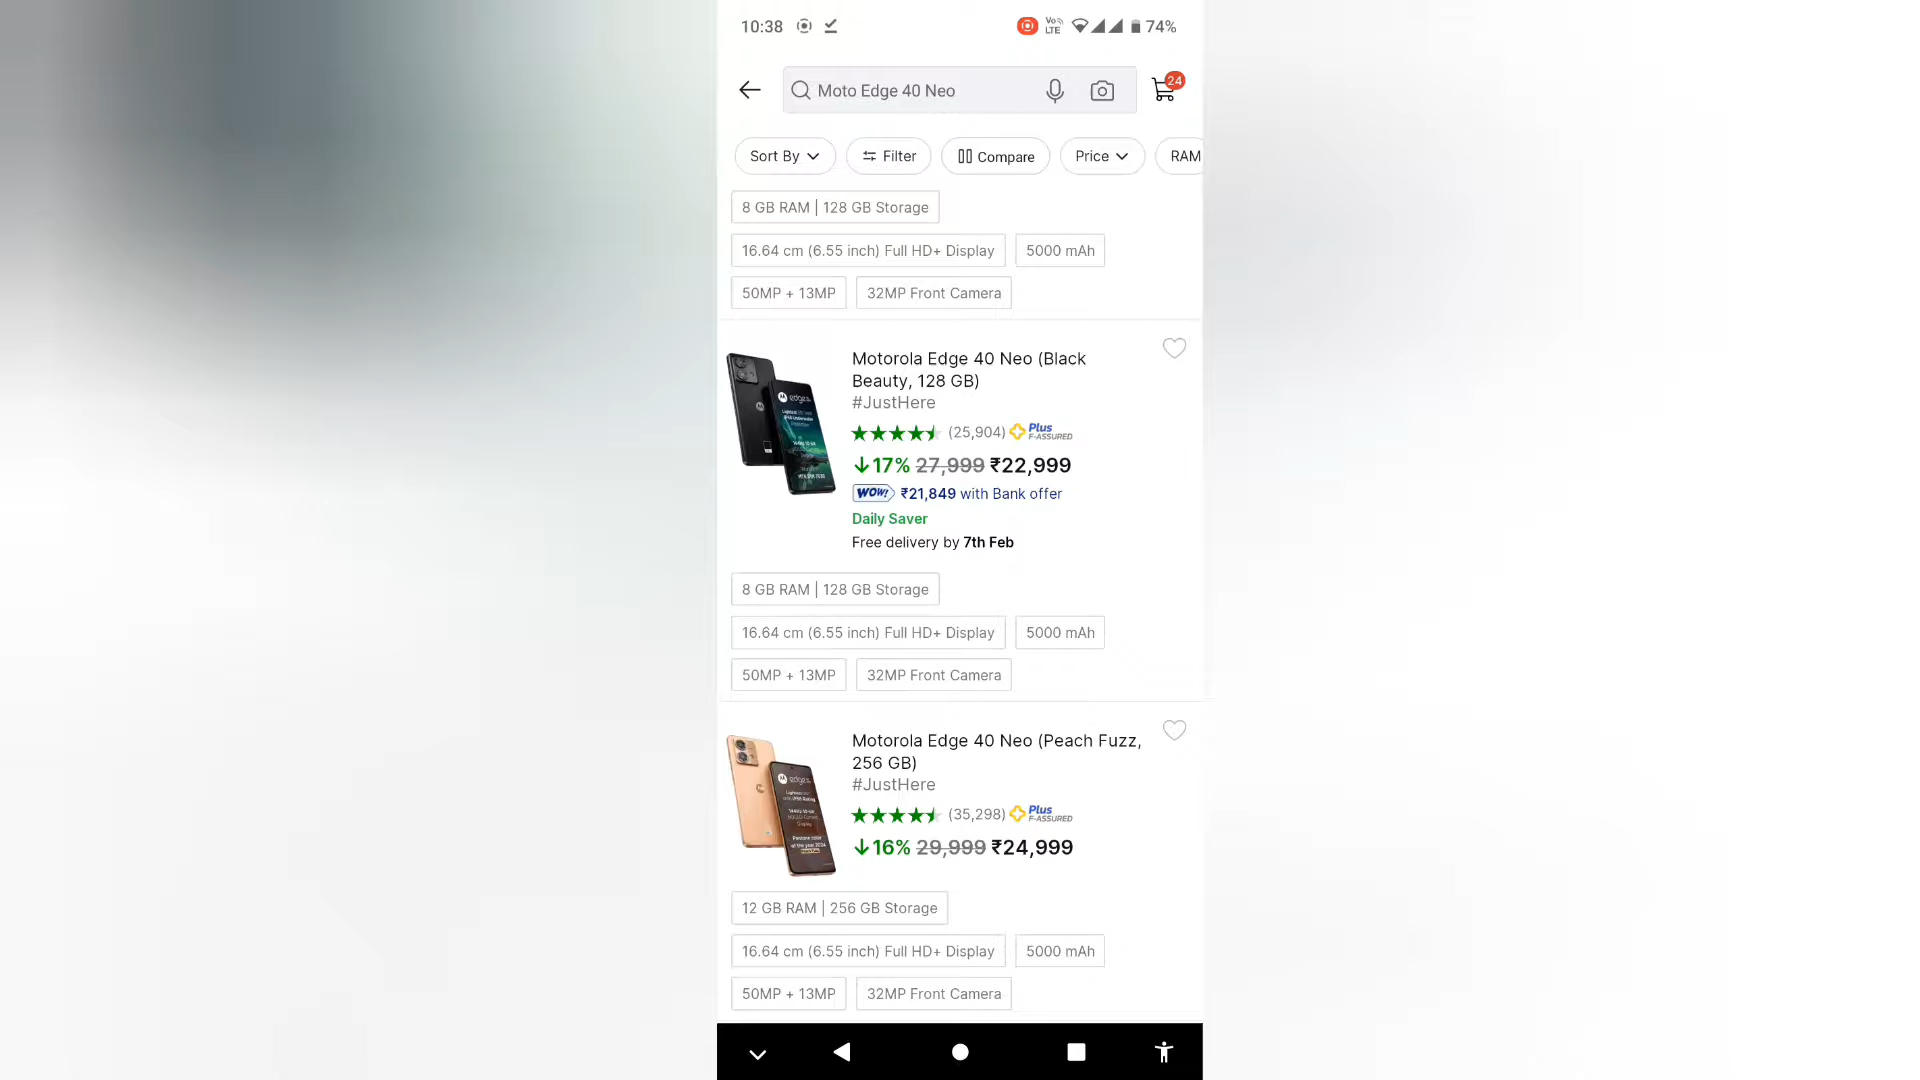 10:38
Vo)) LTE
74%
Moto Edge 40 Neo
24
Sort By
Filter
Compare
Price
RAM
8 GB RAM | 128 GB Storage
16.64 cm (6.55 inch) Full HD+ Display
5000 mAh
50MP + 13MP
32MP Front Camera
Motorola Edge 40 Neo (Black
Beauty, 128 GB)
#JustHere
(25,904) Plus F-ASSURED
↓17% 27,999 ₹22,999
WOW! ₹21,849 with Bank offer
Daily Saver
Free delivery by 7th Feb
8 GB RAM | 128 GB Storage
16.64 cm (6.55 inch) Full HD+ Display
5000 mAh
50MP + 13MP
32MP Front Camera
Motorola Edge 40 Neo (Peach Fuzz,
256 GB)
#JustHere
(35,298) Plus F-ASSURED
↓16% 29,999 ₹24,999
12 GB RAM | 256 GB Storage
16.64 cm (6.55 inch) Full HD+ Display
5000 mAh
50MP + 13MP
32MP Front Camera